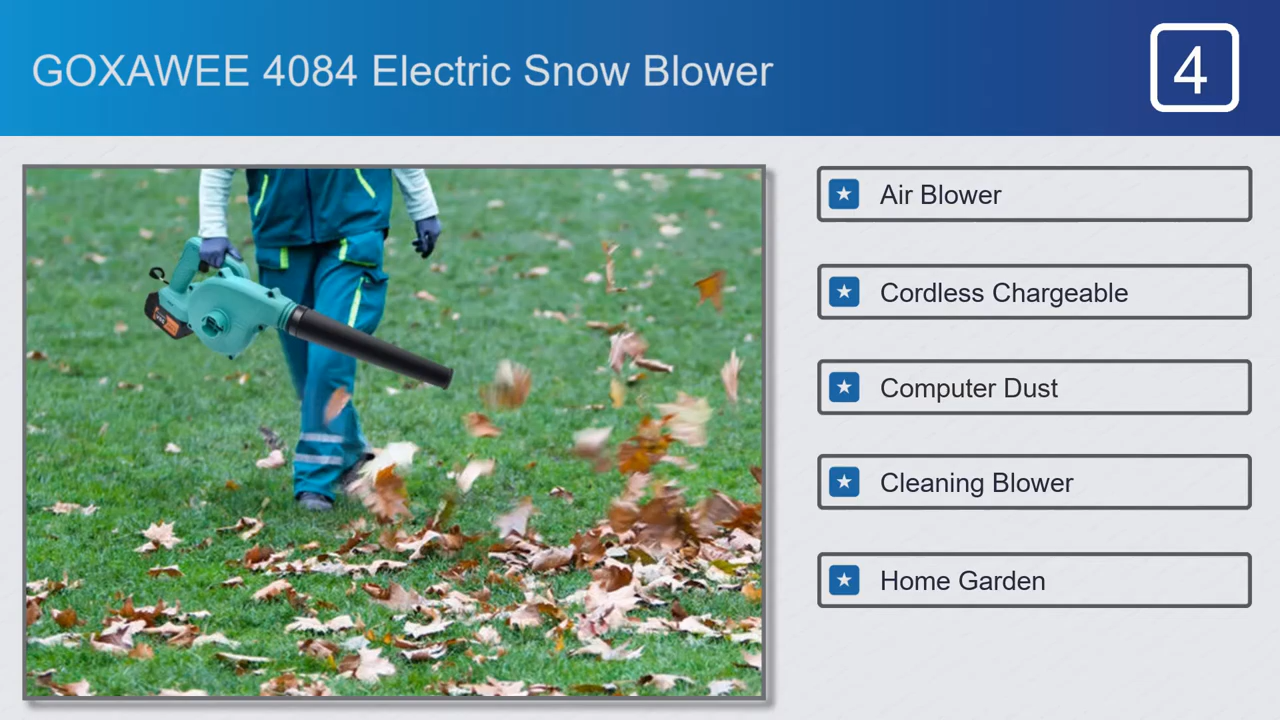 GOXAWEE 4084 Electric Snow Blower
4
Air Blower
Cordless Chargeable
Computer Dust
Cleaning Blower
Home Garden